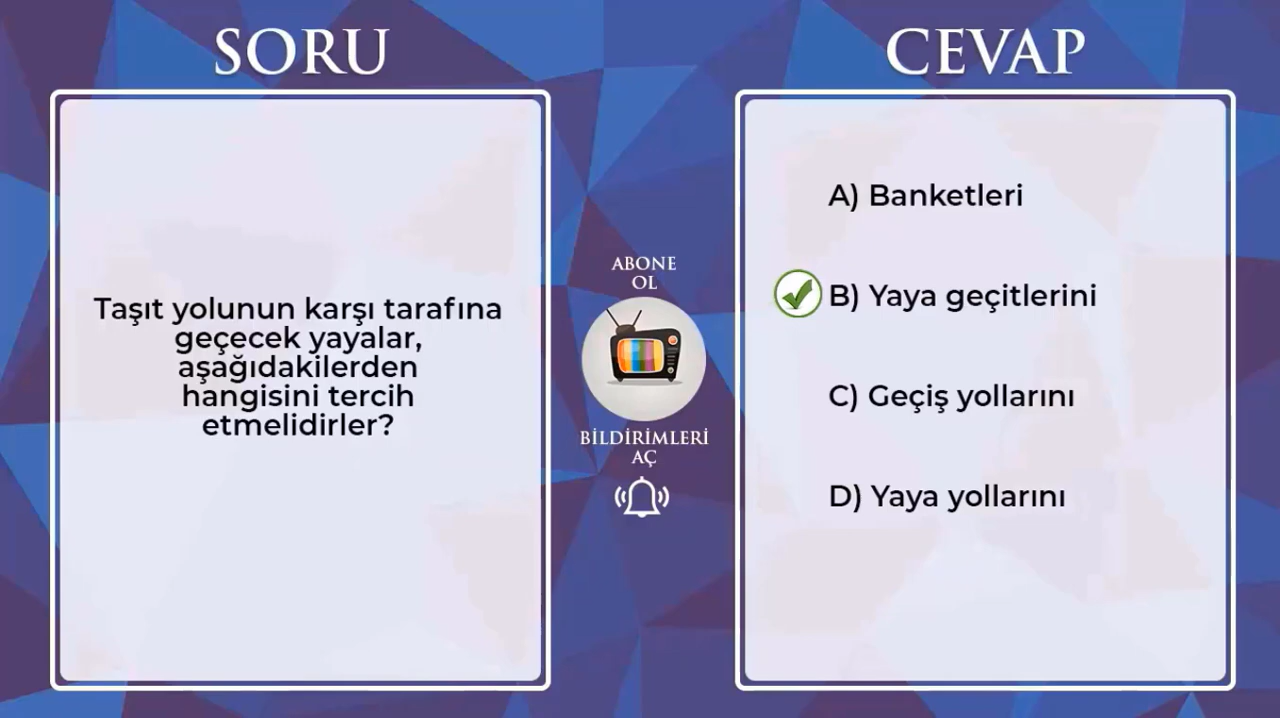 SORU
Taşıt yolunun karşı tarafına
geçecek yayalar,
aşağıdakilerden
hangisini tercih
etmelidirler?
ABONE
OL
BİLDİRİMLERİ
AÇ
CEVAP
A) Banketleri
B) Yaya geçitlerini
C) Geçiş yollarını
D) Yaya yollarını